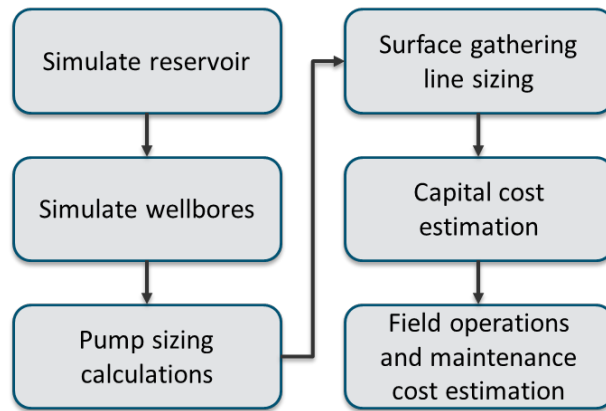 Simulate reservoir
Simulate wellbores
Pump sizing
calculations
Surface gathering
line sizing
Capital cost
estimation
Field operations
and maintenance
cost estimation